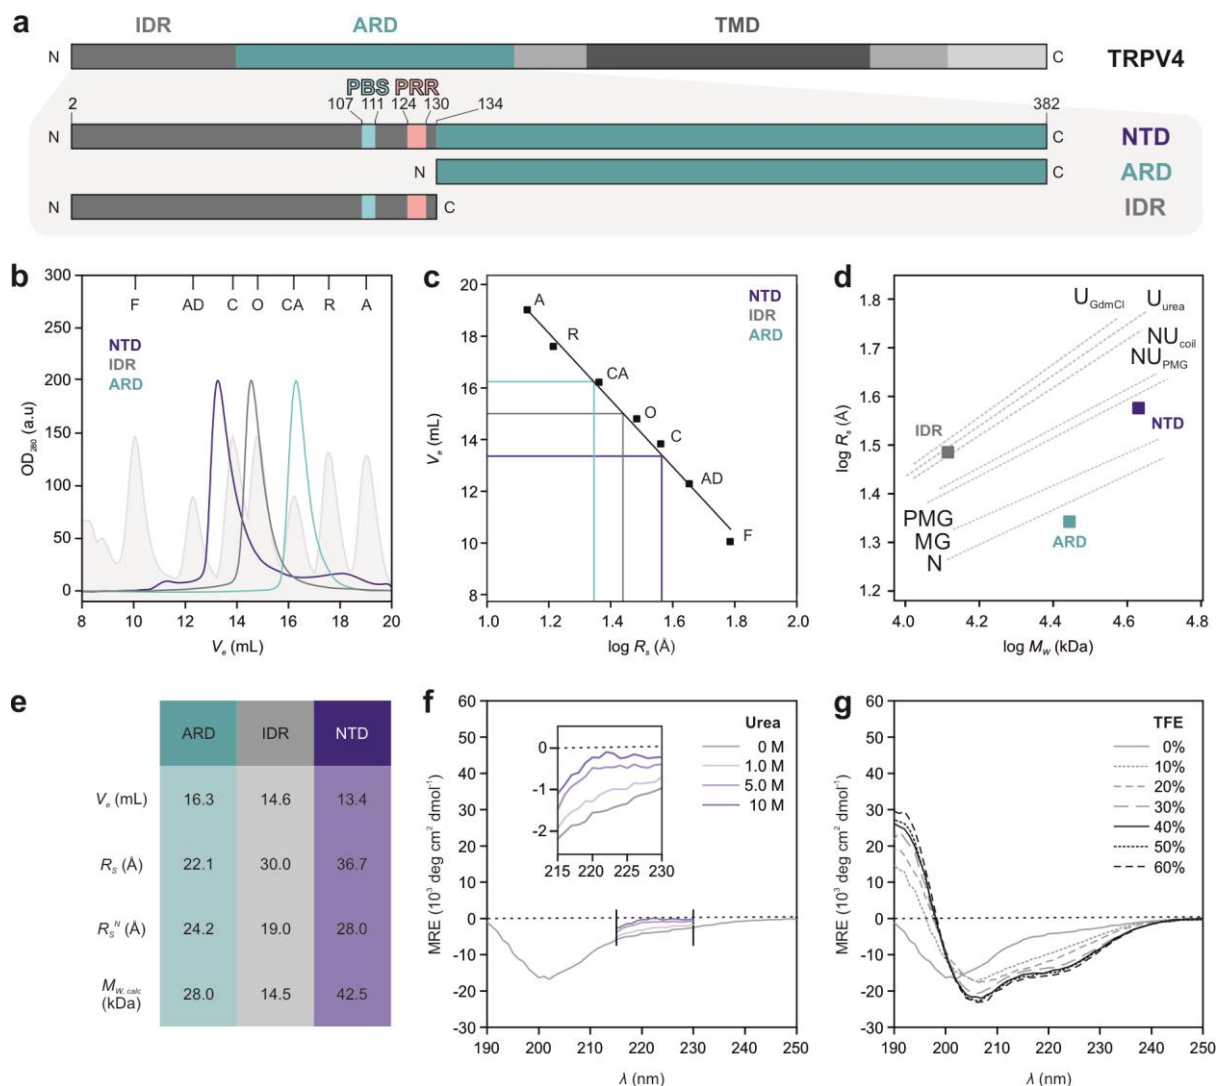 a
IDR ARD TMD
N C TRPV4
PBS PRR
2 107 111 124 130 134 382
N C NTD
N C ARD
N C IDR
b
300
250
200
150
100
50
0
OD280 (a.u)
F AD C O CA R A
NTD
IDR
ARD
8 10 12 14 16 18 20
Ve (mL)
c
20
18
16
14
12
10
8
Ve (mL)
NTD
IDR
ARD
A
R
CA
O
C
AD
F
1.0 1.2 1.4 1.6 1.8 2.0
log Rs (Å)
d
1.8
1.7
1.6
1.5
1.4
1.3
1.2
log Rs (Å)
UGdmCl Uurea
NUcoil
NUPMG
IDR
NTD
PMG
MG
N
ARD
4.0 4.2 4.4 4.6 4.8
log MW (kDa)
e
ARD IDR NTD
Ve (mL) 16.3 14.6 13.4
RS (Å) 22.1 30.0 36.7
RSN (Å) 24.2 19.0 28.0
MW, calc (kDa) 28.0 14.5 42.5
f
60
50
40
30
20
10
0
-10
-20
-30
MRE (10³ deg cm² dmol⁻¹)
Urea
0 M
1.0 M
5.0 M
10 M
0
-1
-2
215 220 225 230
190 200 210 220 230 240 250
λ (nm)
g
60
50
40
30
20
10
0
-10
-20
-30
MRE (10³ deg cm² dmol⁻¹)
TFE
0%
10%
20%
30%
40%
50%
60%
190 200 210 220 230 240 250
λ (nm)